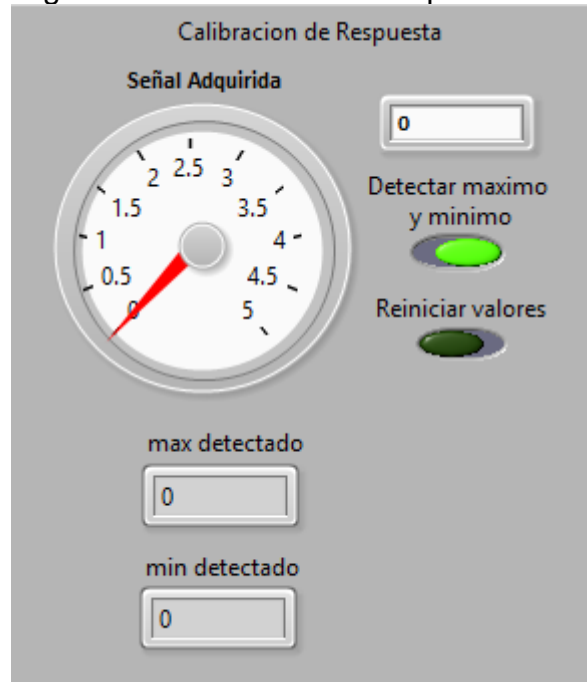 Calibracion de Respuesta
Señal Adquirida
0
0.5
1
1.5
2
2.5
3
3.5
4
4.5
5
0
Detectar maximo
y minimo
Reiniciar valores
max detectado
0
min detectado
0